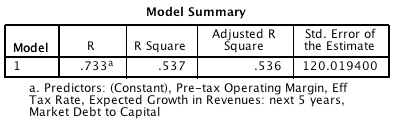 Model Summary
Model R R Square Adjusted R Square Std. Error of the Estimate
1 .733a .537 .536 120.019400
a. Predictors: (Constant), Pre-tax Operating Margin, Eff
Tax Rate, Expected Growth in Revenues: next 5 years,
Market Debt to Capital